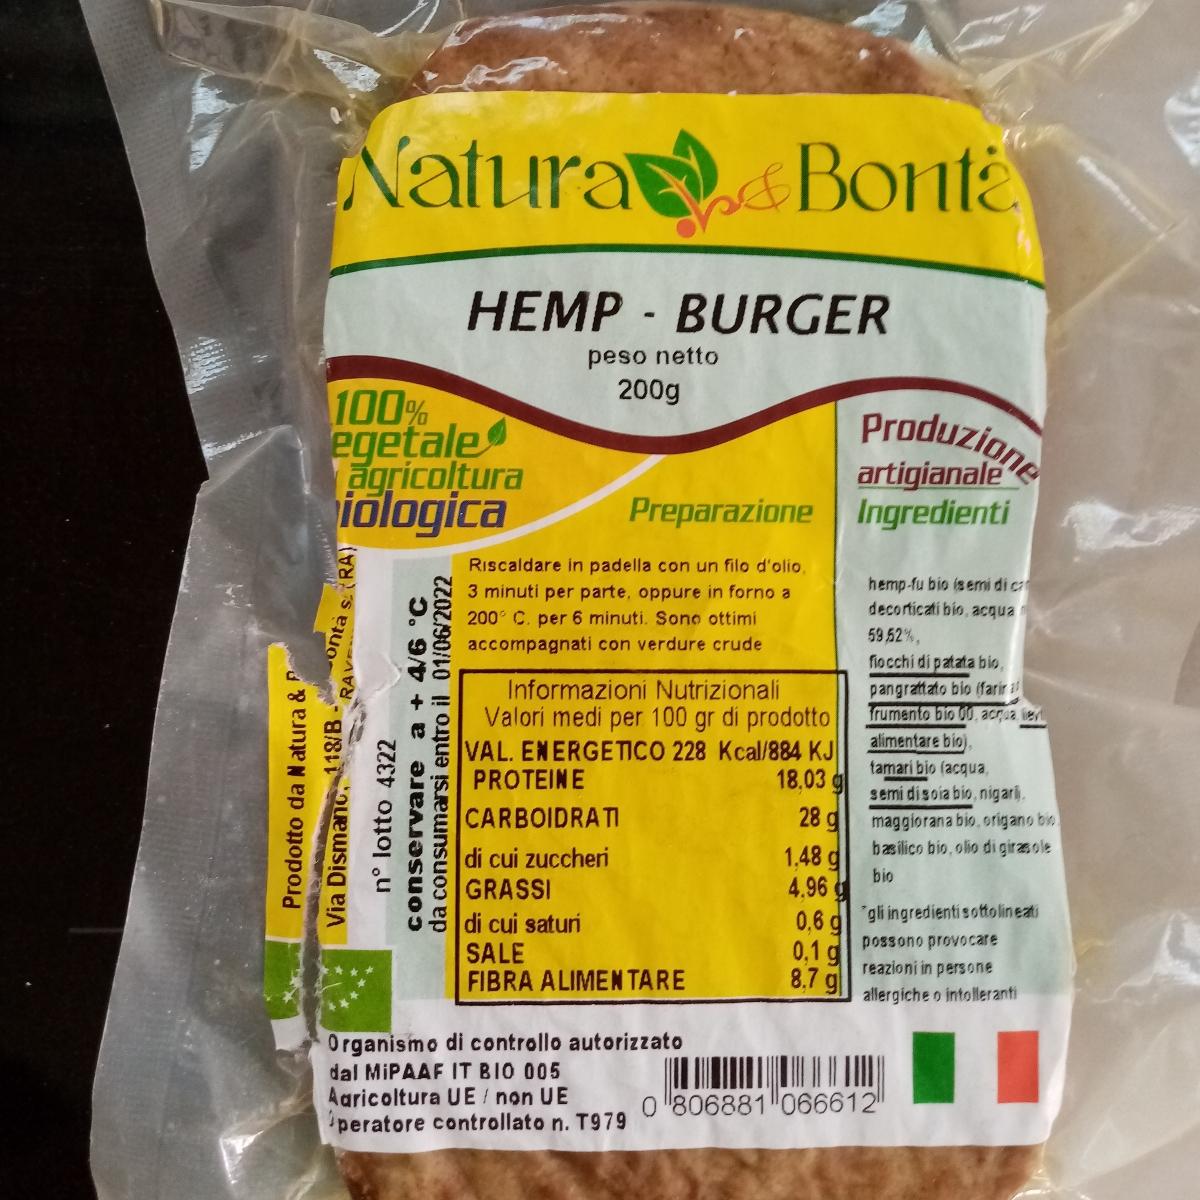 Natura & Bontà
HEMP - BURGER
peso netto
200g
100%
egetale
agricoltura
iologica
Produzione
artigianale
Preparazione
Riscaldare in padella con un filo d'olio,
3 minuti per parte, oppure in forno a
200° C. per 6 minuti. Sono ottimi
accompagnati con verdure crude
Informazioni Nutrizionali
Valori medi per 100 gr di prodotto
VAL. ENERGETICO 228 Kcal/884 KJ
PROTEINE 18,03 g
CARBOIDRATI 28 g
di cui zuccheri 1,48 g
GRASSI 4,96 g
di cui saturi 0,6 g
SALE 0,1 g
FIBRA ALIMENTARE 8,7 g
Ingredienti
hemp-fu bio (semi di
decorticati bio, acqua
59,52%,
fiocchi di patata bio,
pangrattato bio (farina
frumento bio 00, acqua,
alimentare bio),
tamari bio (acqua,
semi di soia bio, nigari),
maggiorana bio, origano bio,
basilico bio, olio di girasole
bio
*gli ingredienti sottolineati
possono provocare
reazioni in persone
allergiche o intolleranti
Prodotto da Natura &
Via Dismano, 118/B -
(RA)
n° lotto 4322
conservare a + 4/6 °C
da consumarsi entro il 01/06/2022
Organismo di controllo autorizzato
dal MiPAAF IT BIO 005
Agricoltura UE / non UE
Operatore controllato n. T979
0 806881 066612